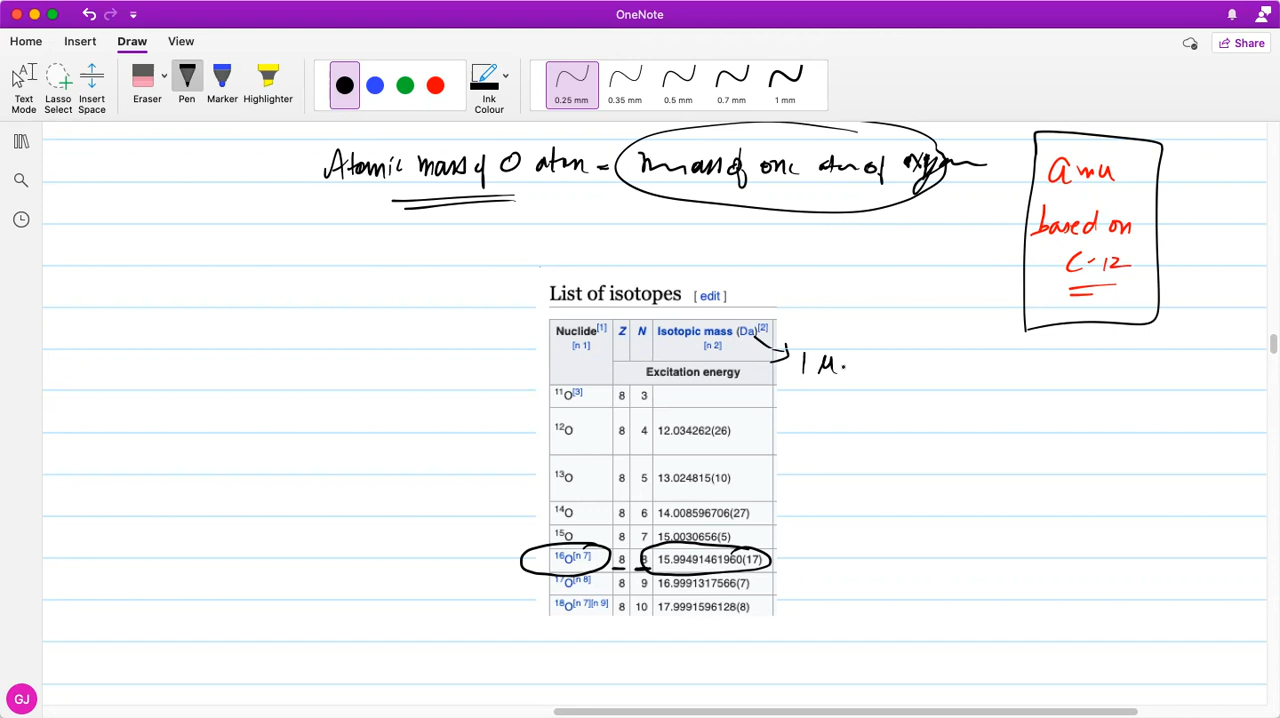 OneNote
Home Insert Draw View
Share
Text Mode
Lasso Select
Insert Space
Eraser
Pen
Marker
Highlighter
Ink Colour
0.25 mm
0.35 mm
0.5 mm
0.7 mm
1 mm
Atomic mass of O atom = mass of one atm of oxygen
amu
based on
C-12
List of isotopes [ edit ]
Nuclide[1] Z N Isotopic mass (Da)[2]
[n 1] [n 2]
1 u.
Excitation energy
11O[3] 8 3
12O 8 4 12.034262(26)
13O 8 5 13.024815(10)
14O 8 6 14.008596706(27)
15O 8 7 15.0030656(5)
16O[n 7] 8 8 15.99491461960(17)
17O[n 8] 8 9 16.9991317566(7)
18O[n 7][n 9] 8 10 17.9991596128(8)
GJ